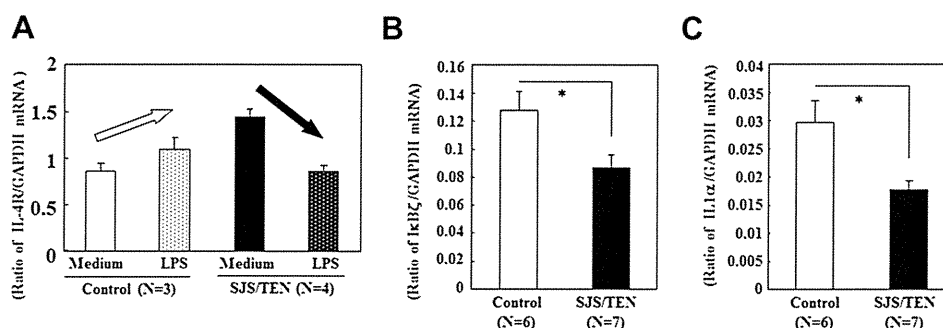 A
(Ratio of IL-4R/GAPDH mRNA)
2
1.5
1
0.5
0
Medium
LPS
Medium
LPS
Control (N=3)
SJS/TEN (N=4)
B
(Ratio of IκBζ/GAPDH mRNA)
0.16
0.14
0.12
0.10
0.08
0.06
0.04
0.02
0.00
*
Control
(N=6)
SJS/TEN
(N=7)
C
(Ratio of IL1α/GAPDH mRNA)
0.035
0.03
0.025
0.02
0.015
0.01
0.005
0
*
Control
(N=6)
SJS/TEN
(N=7)